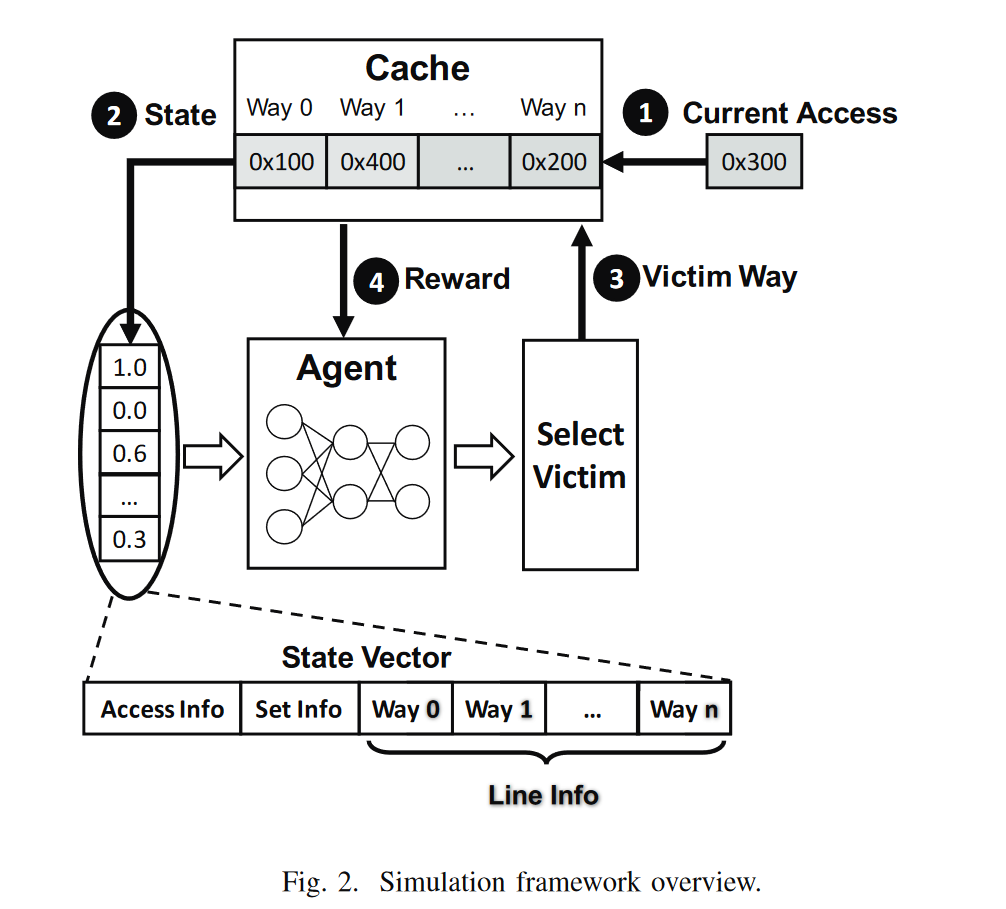 Cache
Way 0 Way 1 ... Way n
2 State
1 Current Access
0x100 0x400 ... 0x200
0x300
4 Reward
3 Victim Way
1.0
0.0
0.6
...
0.3
Agent
Select
Victim
State Vector
Access Info Set Info Way 0 Way 1 ... Way n
Line Info
Fig. 2. Simulation framework overview.